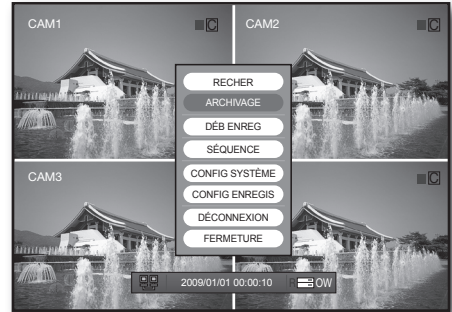 CAM1
C
CAM2
C
RECHER
ARCHIVAGE
DÉB ENREG
SÉQUENCE
CONFIG SYSTÈME
CONFIG ENREGIS
DÉCONNEXION
FERMETURE
CAM3
C
2009/01/01 00:00:10
R
OW